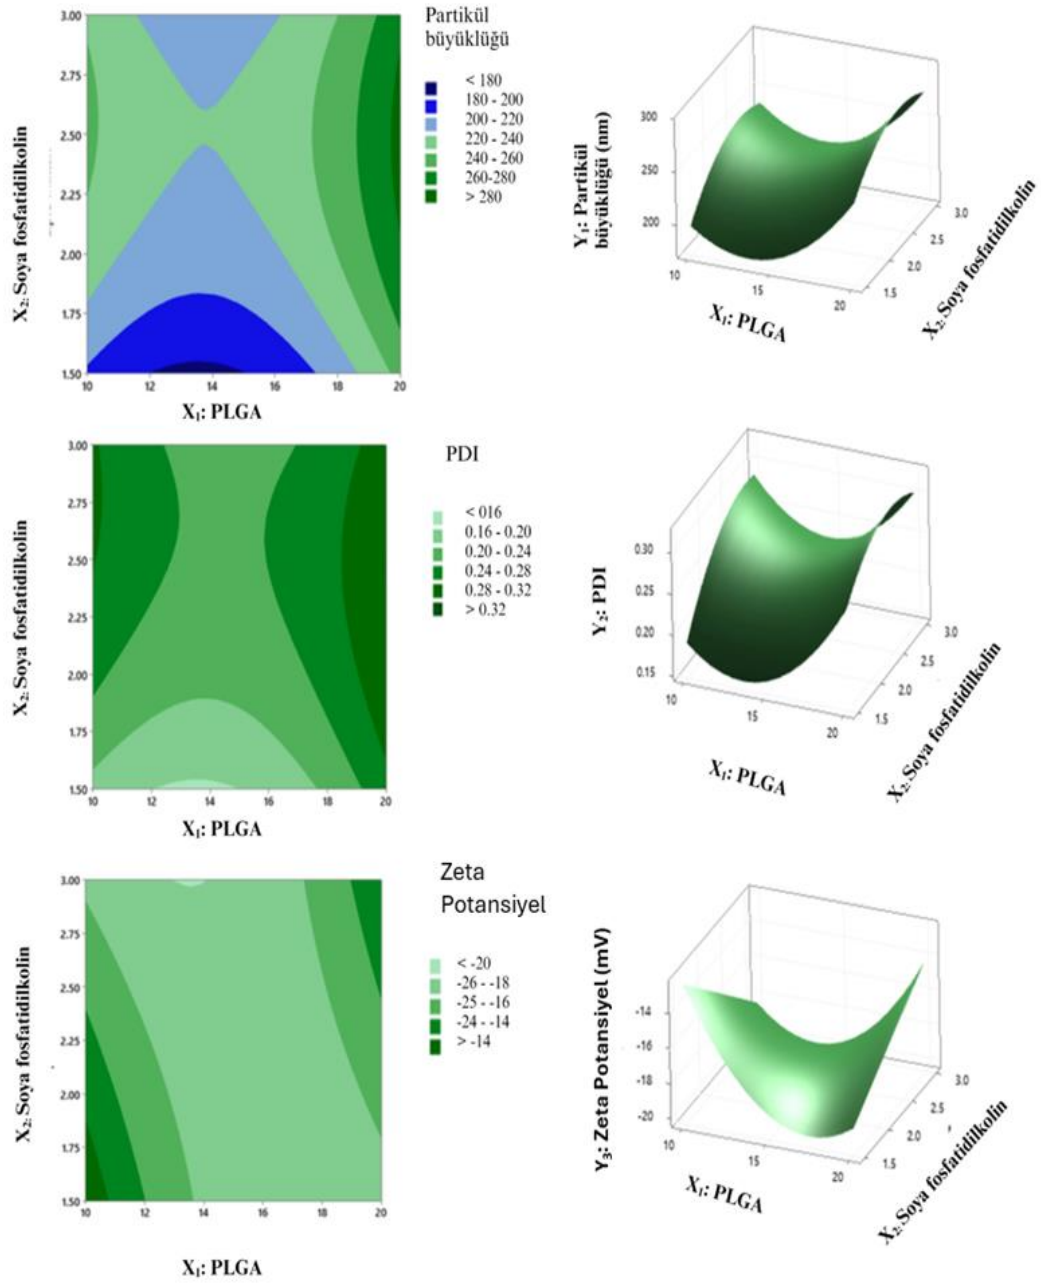 Partikül
büyüklüğü
< 180
180 - 200
200 - 220
220 - 240
240 - 260
260-280
> 280
3.00
2.75
2.50
2.25
2.00
1.75
1.50
10 12 14 16 18 20
X₂: Soya fosfatidilkolin
X₁: PLGA
300
250
200
Y₁: Partikül
büyüklüğü (nm)
10 15 20
X₁: PLGA
1.5 2.0 2.5 3.0
X₂: Soya fosfatidilkolin
PDI
< 016
0.16 - 0.20
0.20 - 0.24
0.24 - 0.28
0.28 - 0.32
> 0.32
3.00
2.75
2.50
2.25
2.00
1.75
1.50
10 12 14 16 18 20
X₂: Soya fosfatidilkolin
X₁: PLGA
0.30
0.25
0.20
0.15
Y₂: PDI
10 15 20
X₁: PLGA
1.5 2.0 2.5 3.0
X₂: Soya fosfatidilkolin
Zeta
Potansiyel
< -20
-26 - -18
-25 - -16
-24 - -14
> -14
3.00
2.75
2.50
2.25
2.00
1.75
1.50
10 12 14 16 18 20
X₂: Soya fosfatidilkolin
X₁: PLGA
-14
-16
-18
-20
Y₃: Zeta Potansiyel (mV)
10 15 20
X₁: PLGA
1.5 2.0 2.5 3.0
X₂: Soya fosfatidilkolin